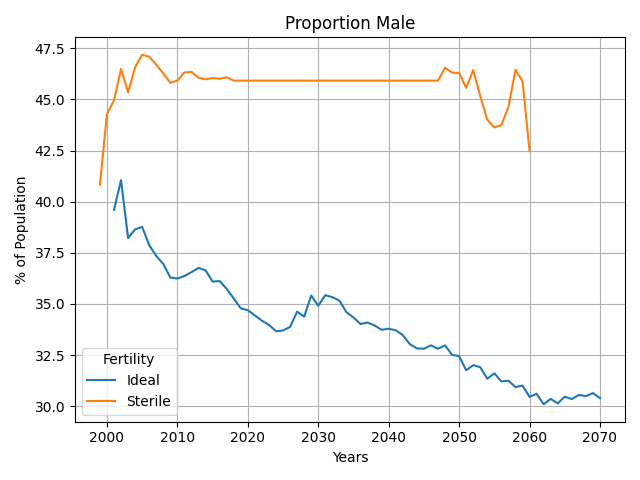 Proportion Male
% of Population
47.5
45.0
42.5
40.0
37.5
35.0
32.5
30.0
Fertility
Ideal
Sterile
2000 2010 2020 2030 2040 2050 2060 2070
Years